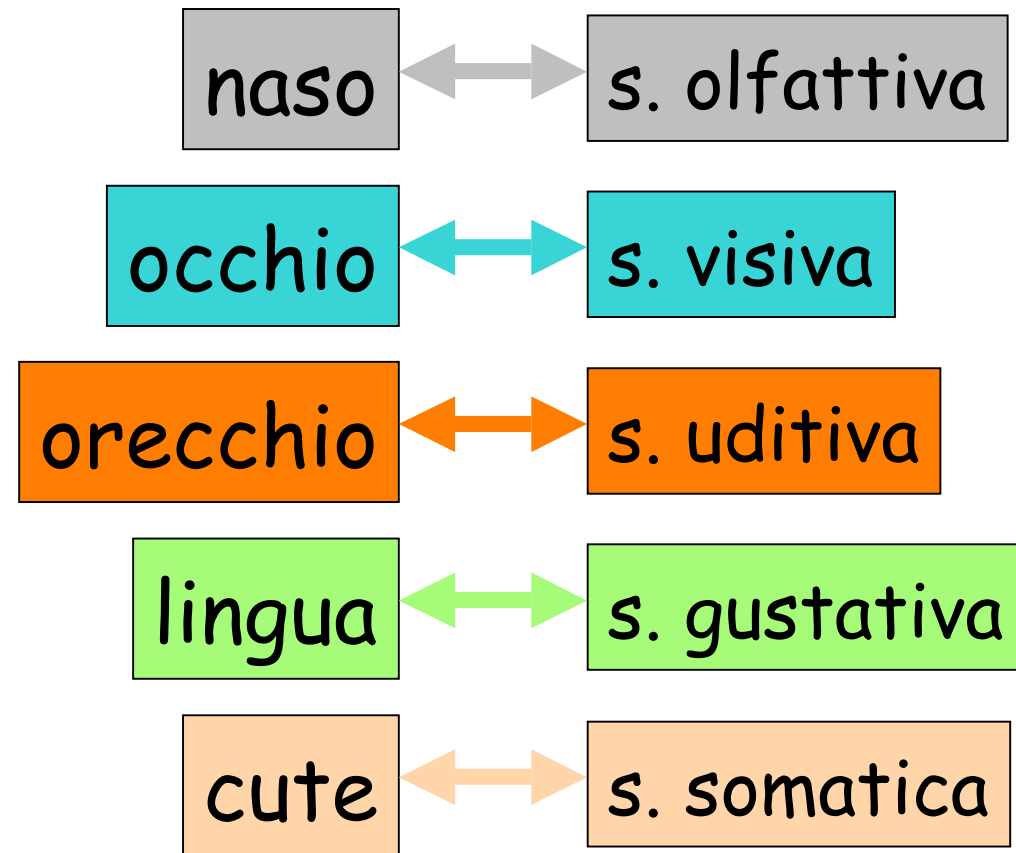 naso
s. olfattiva
occhio
s. visiva
orecchio
s. uditiva
lingua
s. gustativa
cute
s. somatica